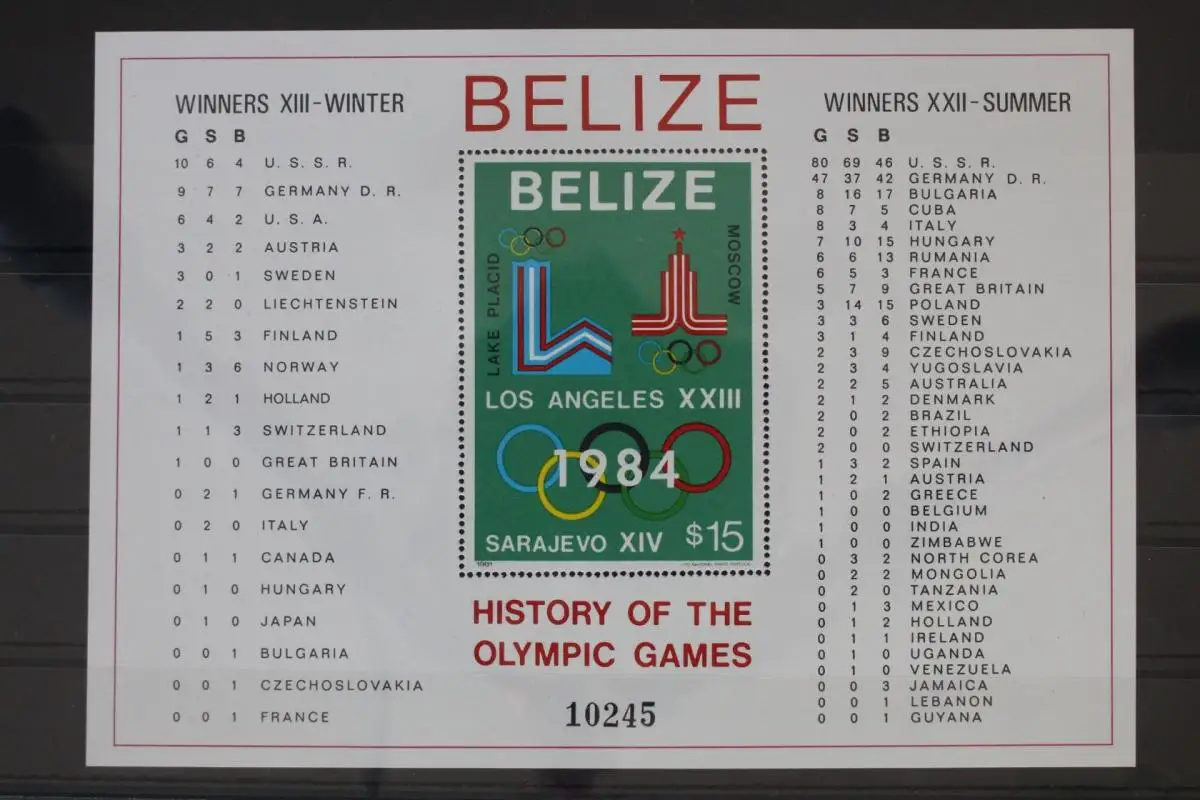 BELIZE
WINNERS XIII-WINTER
G S B
10 6 4 U. S. S. R.
9 7 7 GERMANY D. R.
6 4 2 U. S. A.
3 2 2 AUSTRIA
3 0 1 SWEDEN
2 2 0 LIECHTENSTEIN
1 5 3 FINLAND
1 3 6 NORWAY
1 2 1 HOLLAND
1 1 3 SWITZERLAND
1 0 0 GREAT BRITAIN
0 2 1 GERMANY F. R.
0 2 0 ITALY
0 1 1 CANADA
0 1 0 HUNGARY
0 1 0 JAPAN
0 0 1 BULGARIA
0 0 1 CZECHOSLOVAKIA
0 0 1 FRANCE
BELIZE
LAKE PLACID
MOSCOW
LOS ANGELES XXIII
1984
SARAJEVO XIV $15
1981
HISTORY OF THE
OLYMPIC GAMES
10245
WINNERS XXII-SUMMER
G S B
80 69 46 U. S. S. R.
47 37 42 GERMANY D. R.
8 16 17 BULGARIA
8 7 5 CUBA
8 3 4 ITALY
7 10 15 HUNGARY
6 6 13 RUMANIA
6 5 3 FRANCE
5 7 9 GREAT BRITAIN
3 14 15 POLAND
3 3 6 SWEDEN
3 1 4 FINLAND
2 3 9 CZECHOSLOVAKIA
2 3 4 YUGOSLAVIA
2 2 5 AUSTRALIA
2 1 2 DENMARK
2 0 2 BRAZIL
2 0 2 ETHIOPIA
2 0 0 SWITZERLAND
1 3 2 SPAIN
1 2 1 AUSTRIA
1 0 2 GREECE
1 0 0 BELGIUM
1 0 0 INDIA
1 0 0 ZIMBABWE
0 3 2 NORTH COREA
0 2 2 MONGOLIA
0 2 0 TANZANIA
0 1 3 MEXICO
0 1 2 HOLLAND
0 1 1 IRELAND
0 1 0 UGANDA
0 1 0 VENEZUELA
0 0 3 JAMAICA
0 0 1 LEBANON
0 0 1 GUYANA